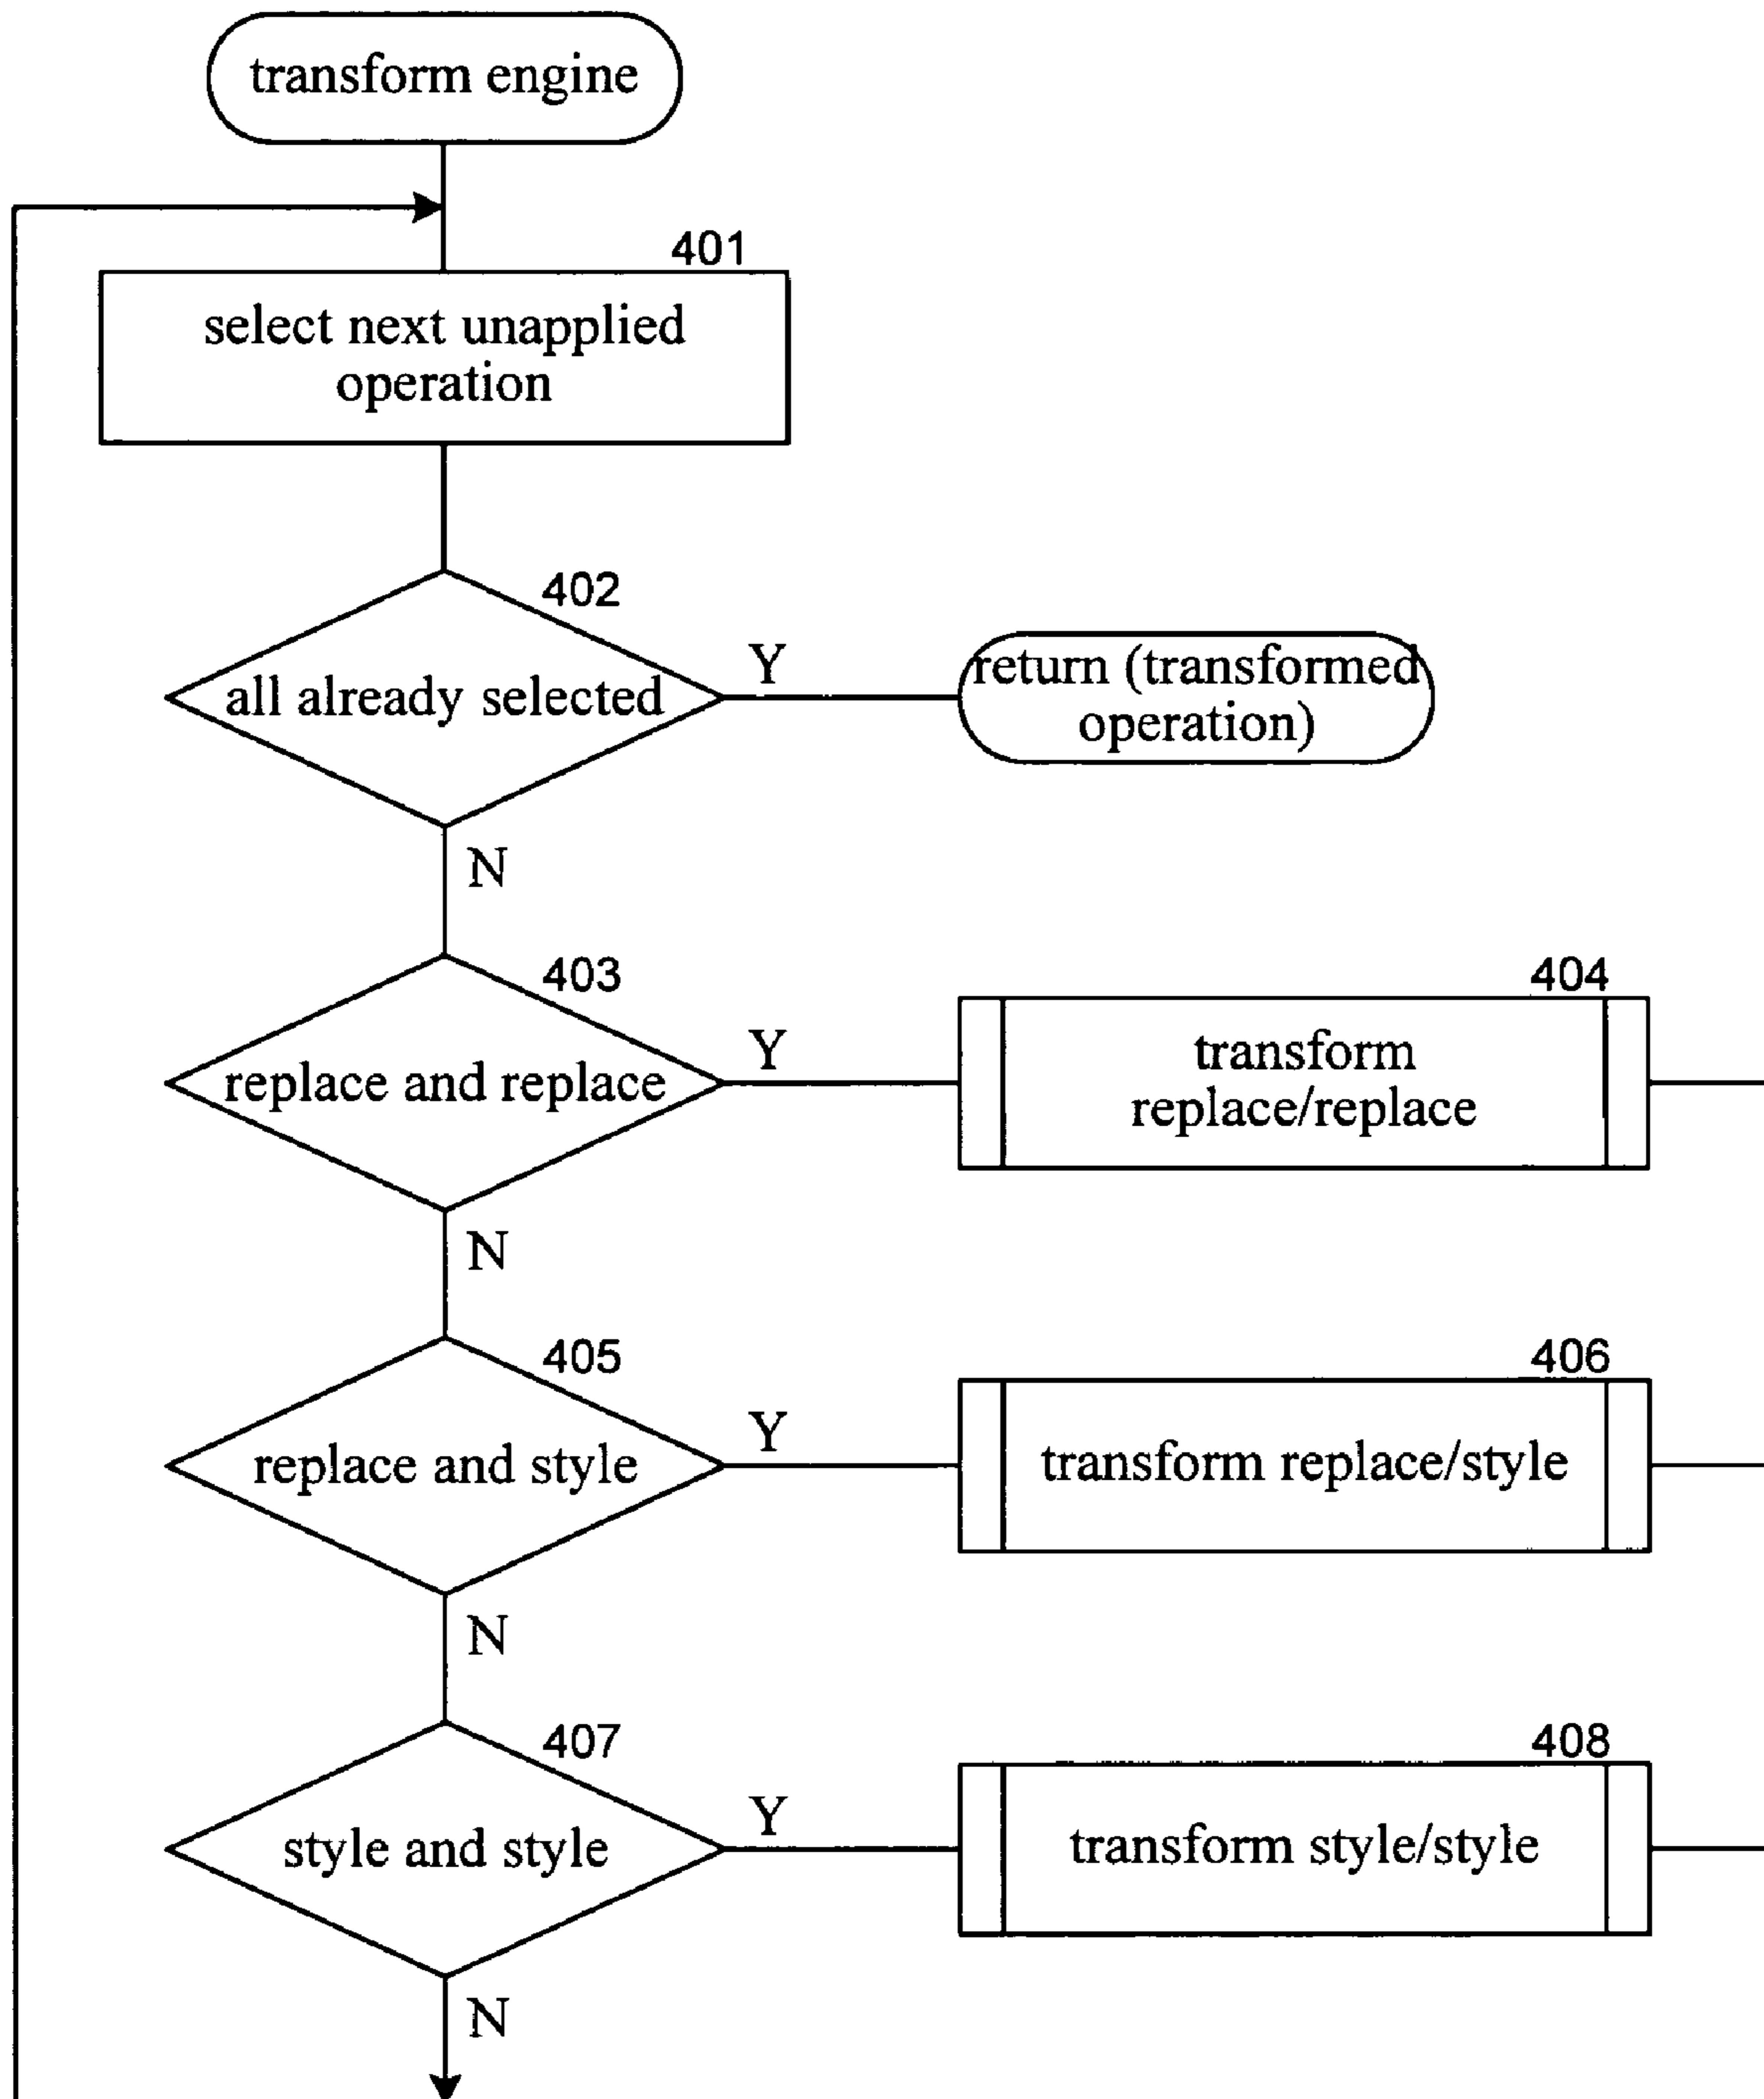 transform engine
401
select next unapplied
operation
402
all already selected
Y
return (transformed
operation)
N
403
replace and replace
Y
404
transform
replace/replace
N
405
replace and style
Y
406
transform replace/style
N
407
style and style
Y
408
transform style/style
N